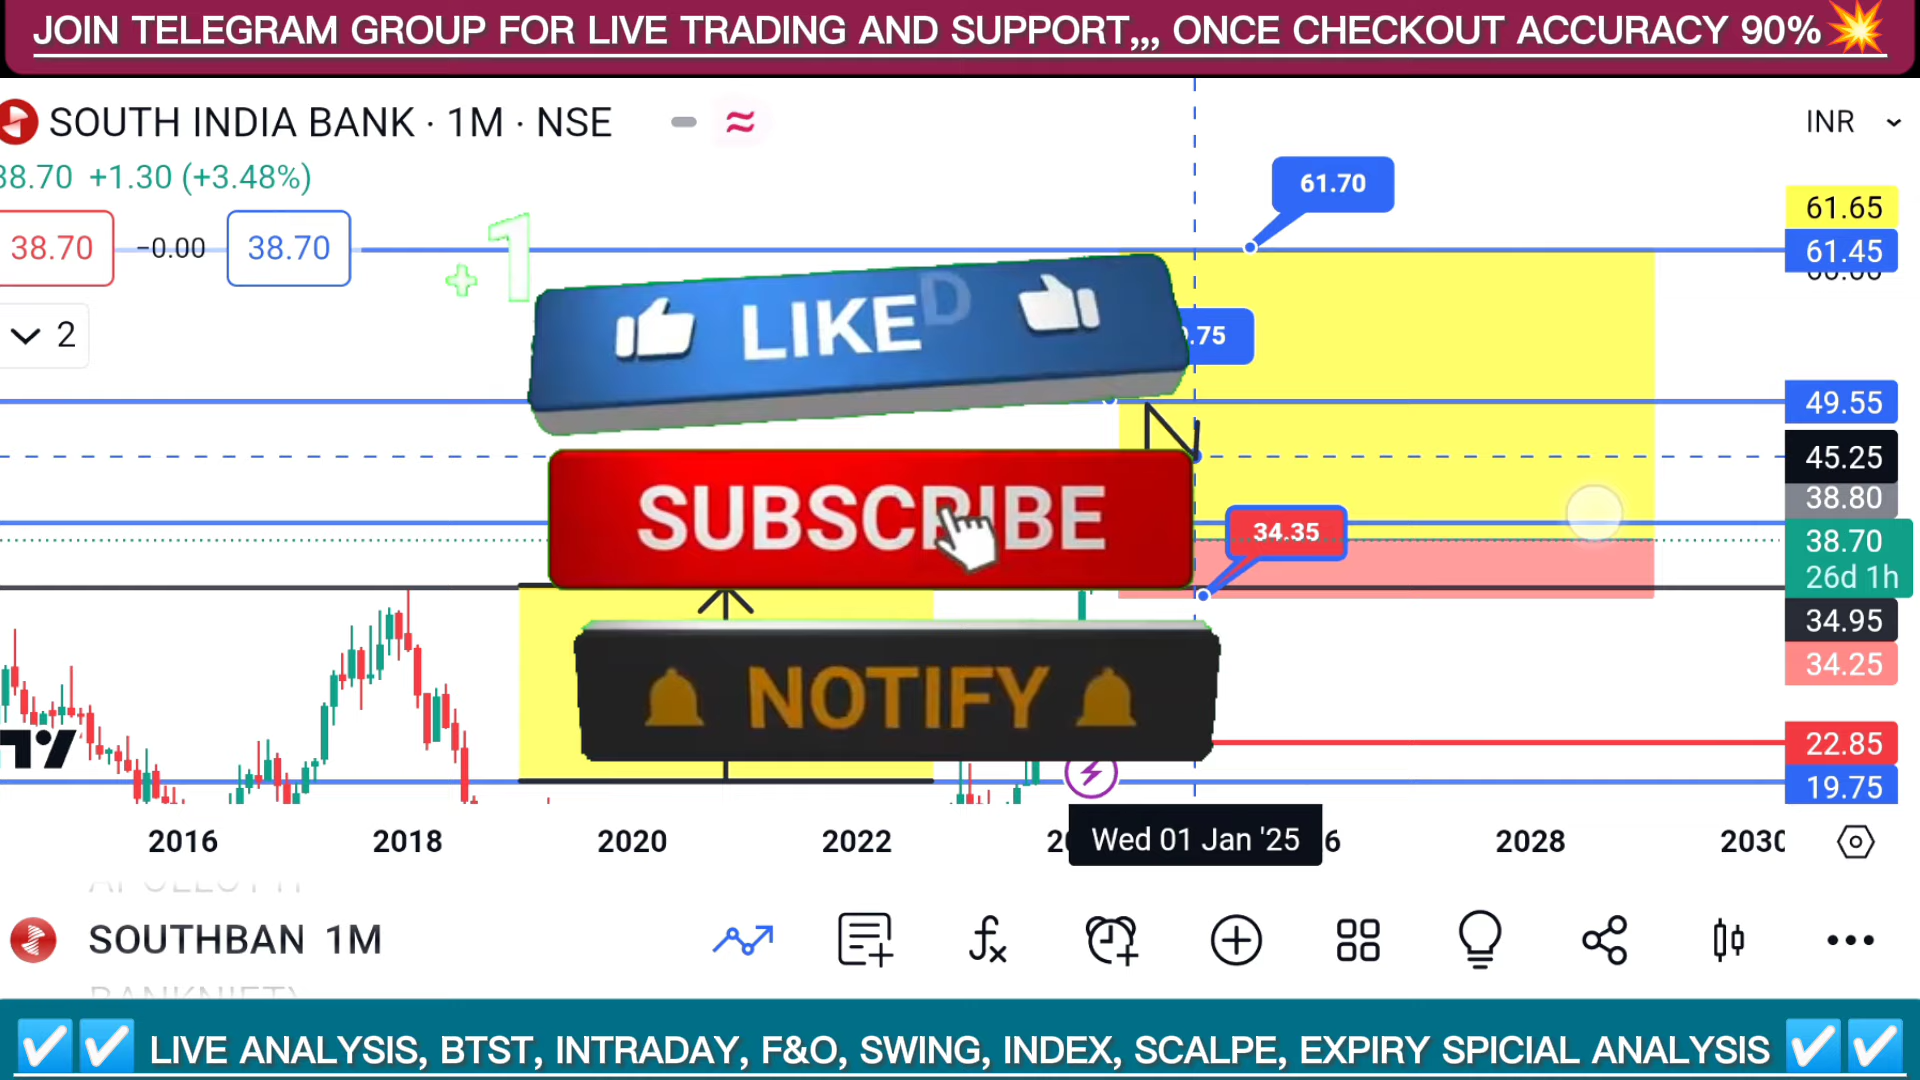 JOIN TELEGRAM GROUP FOR LIVE TRADING AND SUPPORT,,, ONCE CHECKOUT ACCURACY 90%💥
SOUTH INDIA BANK · 1M · NSE
INR
38.70 +1.30 (+3.48%)
61.70
61.65
38.70
−0.00
38.70
+1
61.45
LIKED
2
.75
49.55
45.25
SUBSCRIBE
38.80
34.35
38.70
26d 1h
34.95
34.25
NOTIFY
22.85
19.75
2016
2018
2020
2022
Wed 01 Jan '25
2028
2030
SOUTHBAN 1M
✅✅ LIVE ANALYSIS, BTST, INTRADAY, F&O, SWING, INDEX, SCALPE, EXPIRY SPICIAL ANALYSIS ✅✅